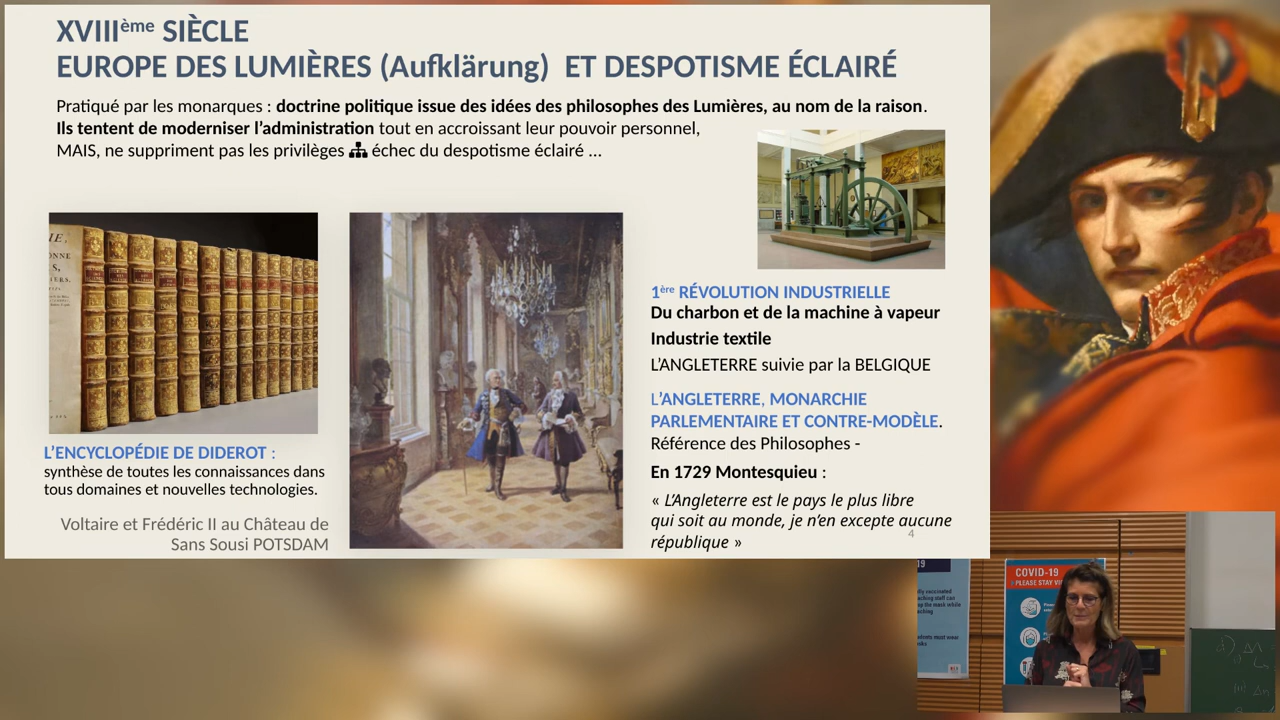 XVIIIème SIÈCLE
EUROPE DES LUMIÈRES (Aufklärung) ET DESPOTISME ÉCLAIRÉ
Pratiqué par les monarques : doctrine politique issue des idées des philosophes des Lumières, au nom de la raison.
Ils tentent de moderniser l’administration tout en accroissant leur pouvoir personnel,
MAIS, ne suppriment pas les privilèges échec du despotisme éclairé ...
L’ENCYCLOPÉDIE DE DIDEROT :
synthèse de toutes les connaissances dans
tous domaines et nouvelles technologies.
Voltaire et Frédéric II au Château de
Sans Sousi POTSDAM
1ère RÉVOLUTION INDUSTRIELLE
Du charbon et de la machine à vapeur
Industrie textile
L’ANGLETERRE suivie par la BELGIQUE
L’ANGLETERRE, MONARCHIE
PARLEMENTAIRE ET CONTRE-MODÈLE.
Référence des Philosophes -
En 1729 Montesquieu :
« L’Angleterre est le pays le plus libre
qui soit au monde, je n’en excepte aucune
république »
4
19
COVID-19
PLEASE STAY